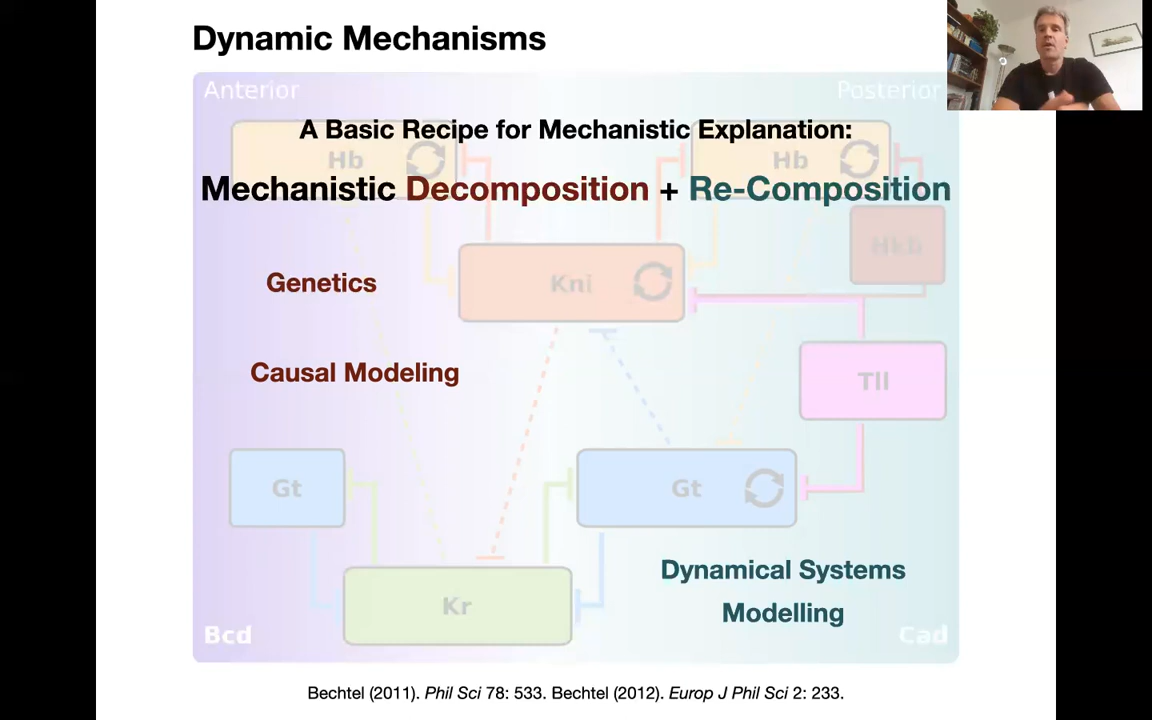 Dynamic Mechanisms
Anterior
Posterior
A Basic Recipe for Mechanistic Explanation:
Hb
Hb
Mechanistic Decomposition + Re-Composition
Hkb
Genetics
Kni
Causal Modeling
Tll
Gt
Gt
Dynamical Systems
Modelling
Kr
Bcd
Cad
Bechtel (2011). Phil Sci 78: 533. Bechtel (2012). Europ J Phil Sci 2: 233.